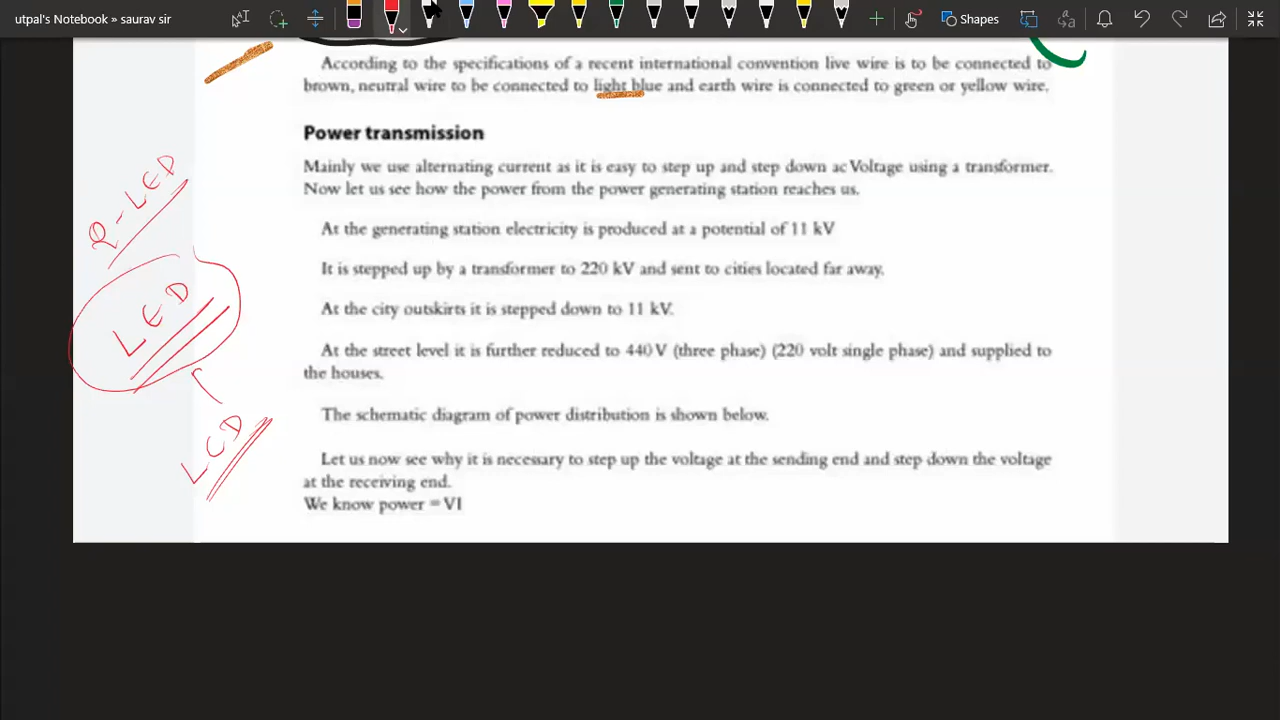 utpal's Notebook » saurav sir
Shapes
According to the specifications of a recent international convention live wire is to be connected to
brown, neutral wire to be connected to light blue and earth wire is connected to green or yellow wire.
Power transmission
Mainly we use alternating current as it is easy to step up and step down ac Voltage using a transformer.
Now let us see how the power from the power generating station reaches us.
At the generating station electricity is produced at a potential of 11 kV
It is stepped up by a transformer to 220 kV and sent to cities located far away.
At the city outskirts it is stepped down to 11 kV.
At the street level it is further reduced to 440 V (three phase) (220 volt single phase) and supplied to
the houses.
The schematic diagram of power distribution is shown below.
Let us now see why it is necessary to step up the voltage at the sending end and step down the voltage
at the receiving end.
We know power = VI
LED
LCD